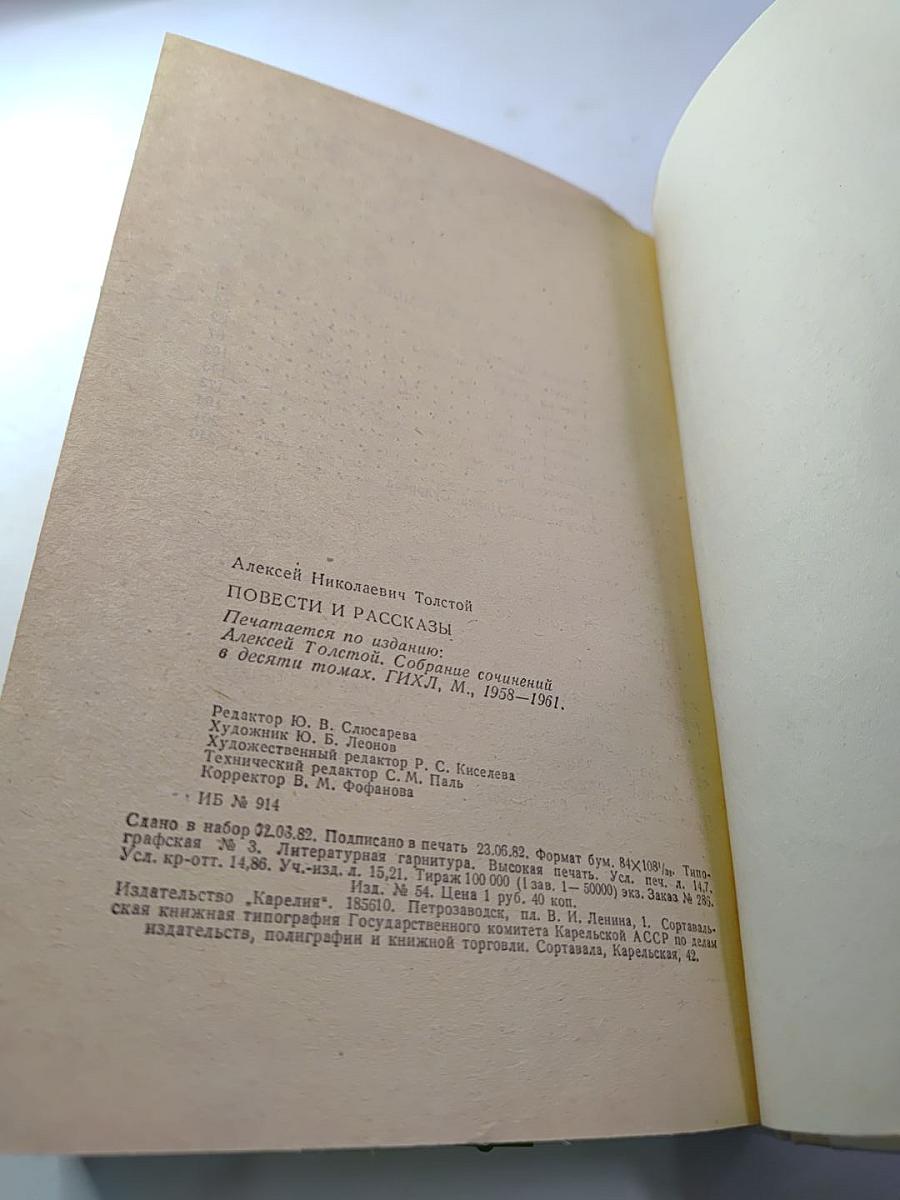 Алексей Николаевич Толстой
ПОВЕСТИ И РАССКАЗЫ
Печатается по изданию:
Алексей Толстой. Собрание сочинений
в десяти томах. ГИХЛ, М., 1958—1961.
Редактор Ю. В. Слюсарева
Художник Ю. Б. Леонов
Художественный редактор Р. С. Киселева
Технический редактор С. М. Паль
Корректор В. М. Фофанова
ИБ № 914
Сдано в набор 02.03.82. Подписано в печать 23.06.82. Формат бум. 84×108¹/₃₂. Типо-
графская № 3. Литературная гарнитура. Высокая печать. Усл. печ. л. 14,7.
Усл. кр-отт. 14,86. Уч.-изд. л. 15,21. Тираж 100 000 (1 зав. 1— 50000) экз. Заказ № 286.
Изд. № 54. Цена 1 руб. 40 коп.
Издательство „Карелия“. 185610. Петрозаводск, пл. В. И. Ленина, 1. Сортаваль-
ская книжная типография Государственного комитета Карельской АССР по делам
издательств, полиграфии и книжной торговли. Сортавала, Карельская, 42.